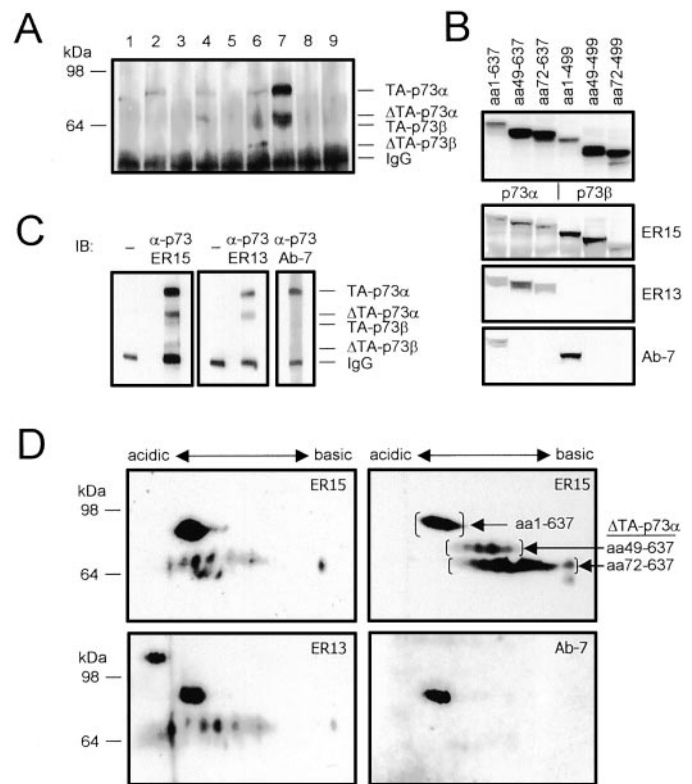 A
kDa
1 2 3 4 5 6 7 8 9
98
64
TA-p73α
ΔTA-p73α
TA-p73β
ΔTA-p73β
IgG
B
aa1-637
aa49-637
aa72-637
aa1-499
aa49-499
aa72-499
p73α | p73β
ER15
ER13
Ab-7
C
IB:
– α-p73 – α-p73 α-p73
ER15 ER13 Ab-7
TA-p73α
ΔTA-p73α
TA-p73β
ΔTA-p73β
IgG
D
acidic basic acidic basic
kDa
98
64
ER15
ER15
aa1-637
ΔTA-p73α
aa49-637
aa72-637
kDa
98
64
ER13
Ab-7